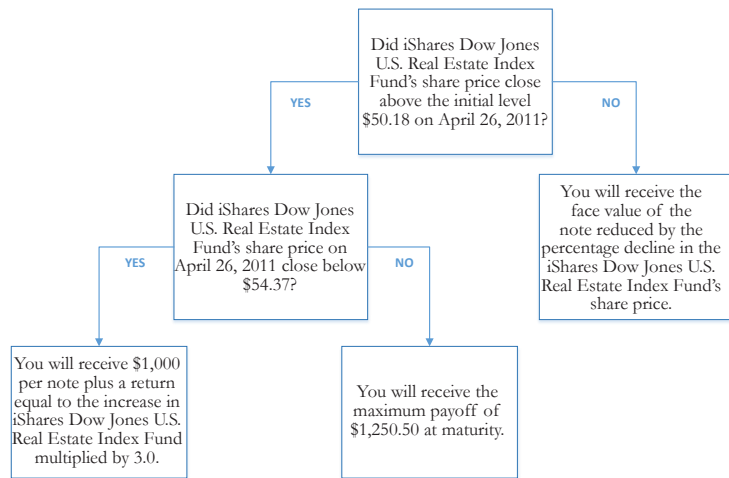 Did iShares Dow Jones
U.S. Real Estate Index
Fund's share price close
above the initial level
$50.18 on April 26, 2011?
YES
NO
Did iShares Dow Jones
U.S. Real Estate Index
Fund's share price on
April 26, 2011 close below
$54.37?
You will receive the
face value of the
note reduced by the
percentage decline in the
iShares Dow Jones U.S.
Real Estate Index Fund's
share price.
YES
NO
You will receive $1,000
per note plus a return
equal to the increase in
iShares Dow Jones U.S.
Real Estate Index Fund
multiplied by 3.0.
You will receive the
maximum payoff of
$1,250.50 at maturity.